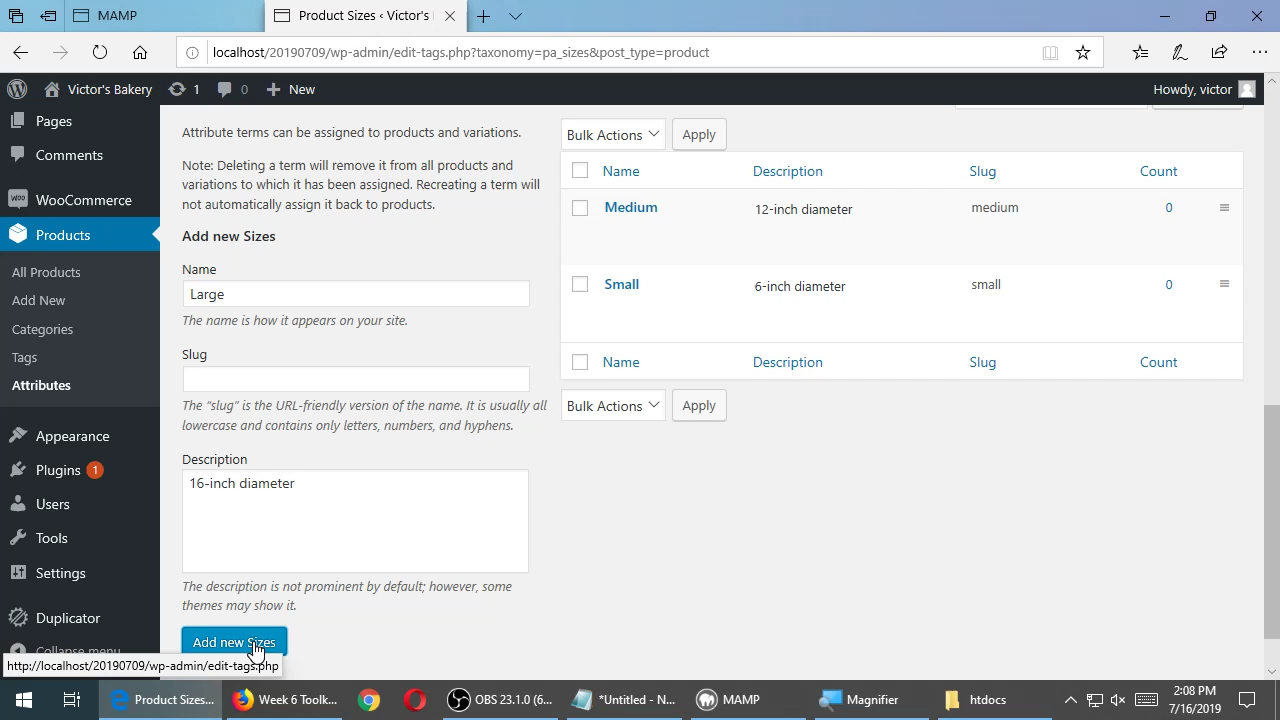 MAMP
Product Sizes ‹ Victor's
localhost/20190709/wp-admin/edit-tags.php?taxonomy=pa_sizes&post_type=product
Victor's Bakery
1
0
New
Howdy, victor
Pages
Comments
WOO
WooCommerce
Products
All Products
Add New
Categories
Tags
Attributes
Appearance
Plugins 1
Users
Tools
Settings
Duplicator
Collapse menu
http://localhost/20190709/wp-admin/edit-tags.php
Attribute terms can be assigned to products and variations.
Note: Deleting a term will remove it from all products and
variations to which it has been assigned. Recreating a term will
not automatically assign it back to products.
Add new Sizes
Name
Large
The name is how it appears on your site.
Slug
The "slug" is the URL-friendly version of the name. It is usually all
lowercase and contains only letters, numbers, and hyphens.
Description
16-inch diameter
The description is not prominent by default; however, some
themes may show it.
Add new Sizes
Bulk Actions Apply
Name Description Slug Count
Medium 12-inch diameter medium 0
Small 6-inch diameter small 0
Name Description Slug Count
Bulk Actions Apply
Product Sizes...
Week 6 Toolk...
OBS 23.1.0 (6...
*Untitled - N...
MAMP
Magnifier
htdocs
2:08 PM
7/16/2019